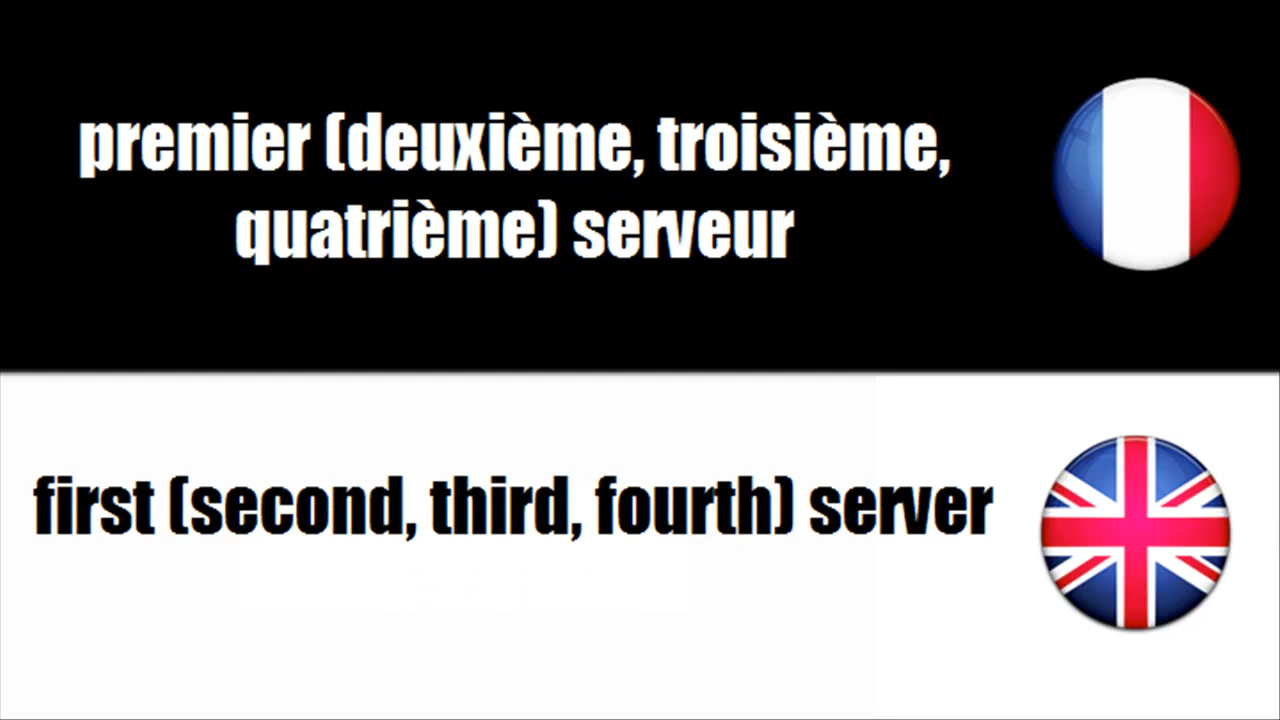 premier (deuxième, troisième,
quatrième) serveur
first (second, third, fourth) server